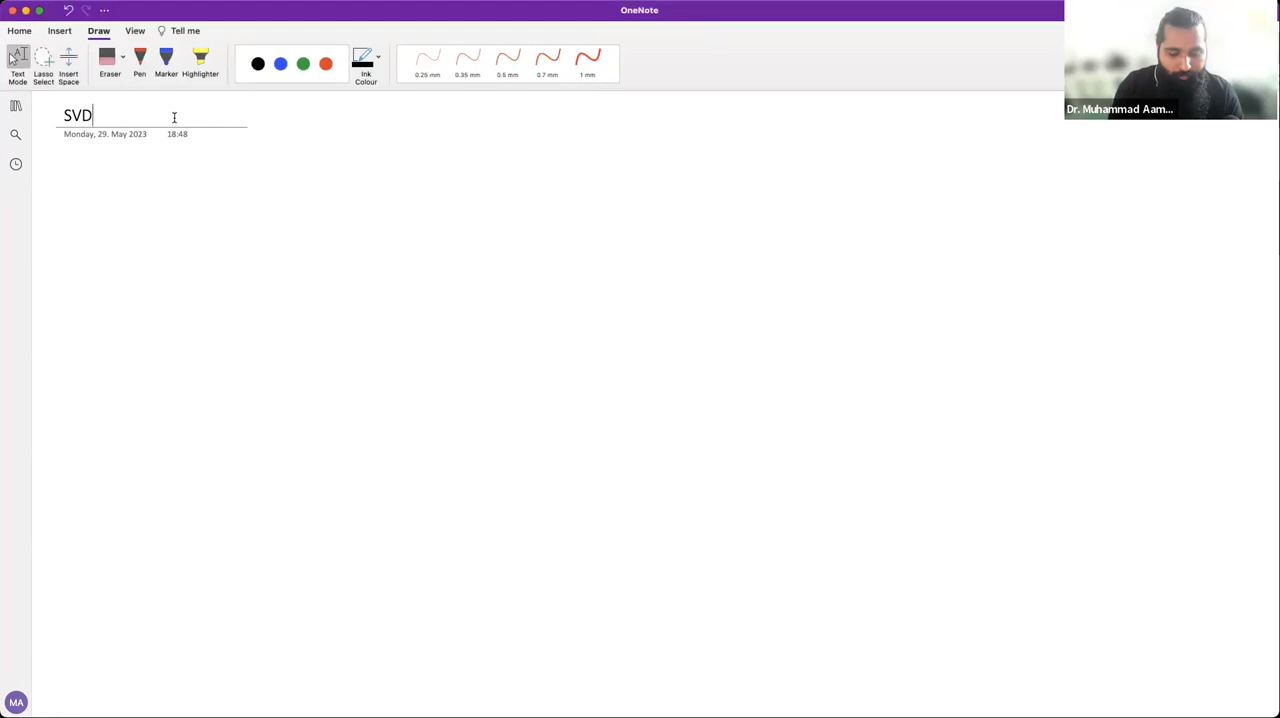 OneNote
Home Insert Draw View Tell me
Text Mode
Lasso Select
Insert Space
Eraser
Pen
Marker
Highlighter
Ink Colour
0.25 mm
0.35 mm
0.5 mm
0.7 mm
1 mm
Dr. Muhammad Aam...
SVD
Monday, 29. May 2023 18:48
MA